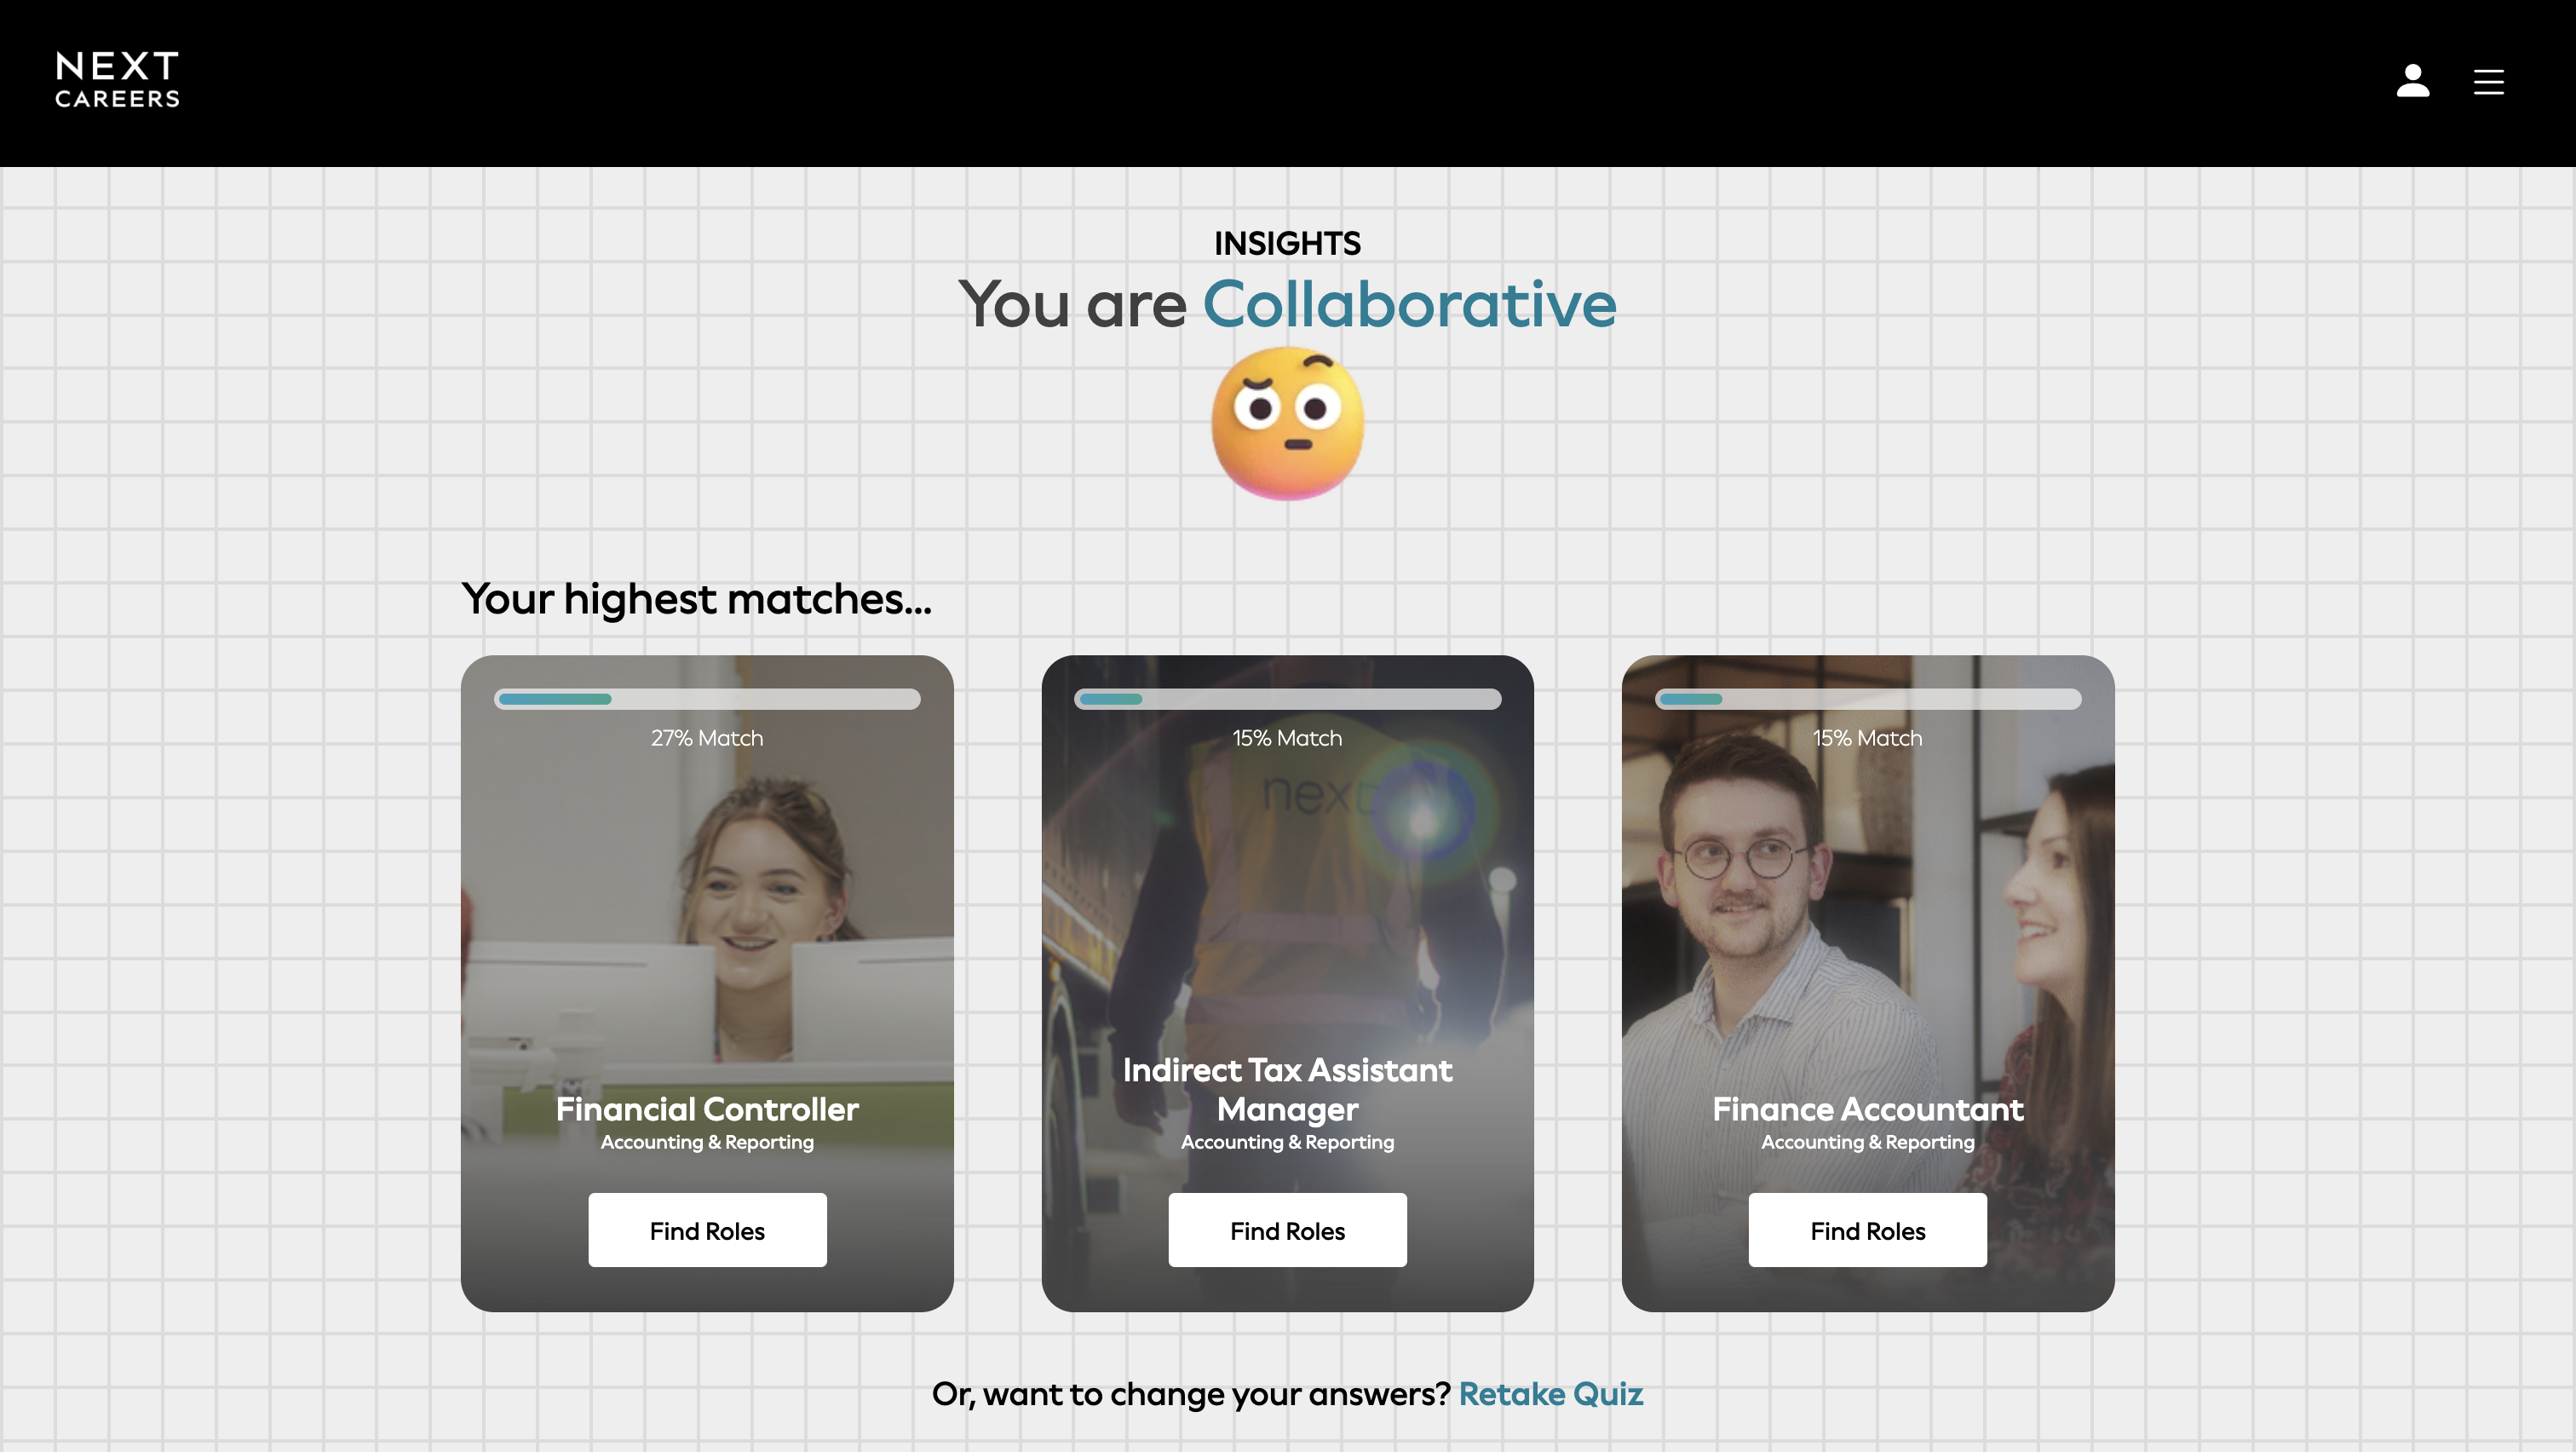 NEXT
CAREERS
INSIGHTS
You are Collaborative
Your highest matches...
27% Match
Financial Controller
Accounting & Reporting
Find Roles
15% Match
next
Indirect Tax Assistant
Manager
Accounting & Reporting
Find Roles
15% Match
Finance Accountant
Accounting & Reporting
Find Roles
Or, want to change your answers? Retake Quiz